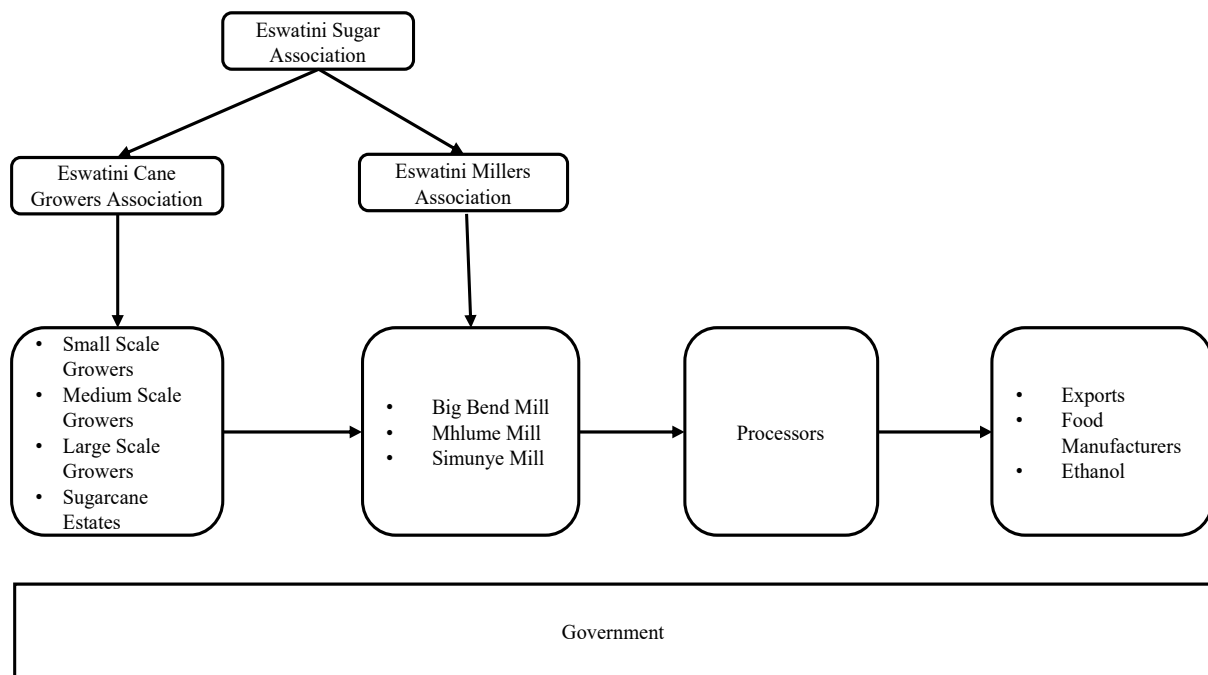 Eswatini Sugar
Association
Eswatini Cane
Growers Association
Eswatini Millers
Association
• Small Scale
Growers
• Medium Scale
Growers
• Large Scale
Growers
• Sugarcane
Estates
• Big Bend Mill
• Mhlume Mill
• Simunye Mill
Processors
• Exports
• Food
Manufacturers
• Ethanol
Government